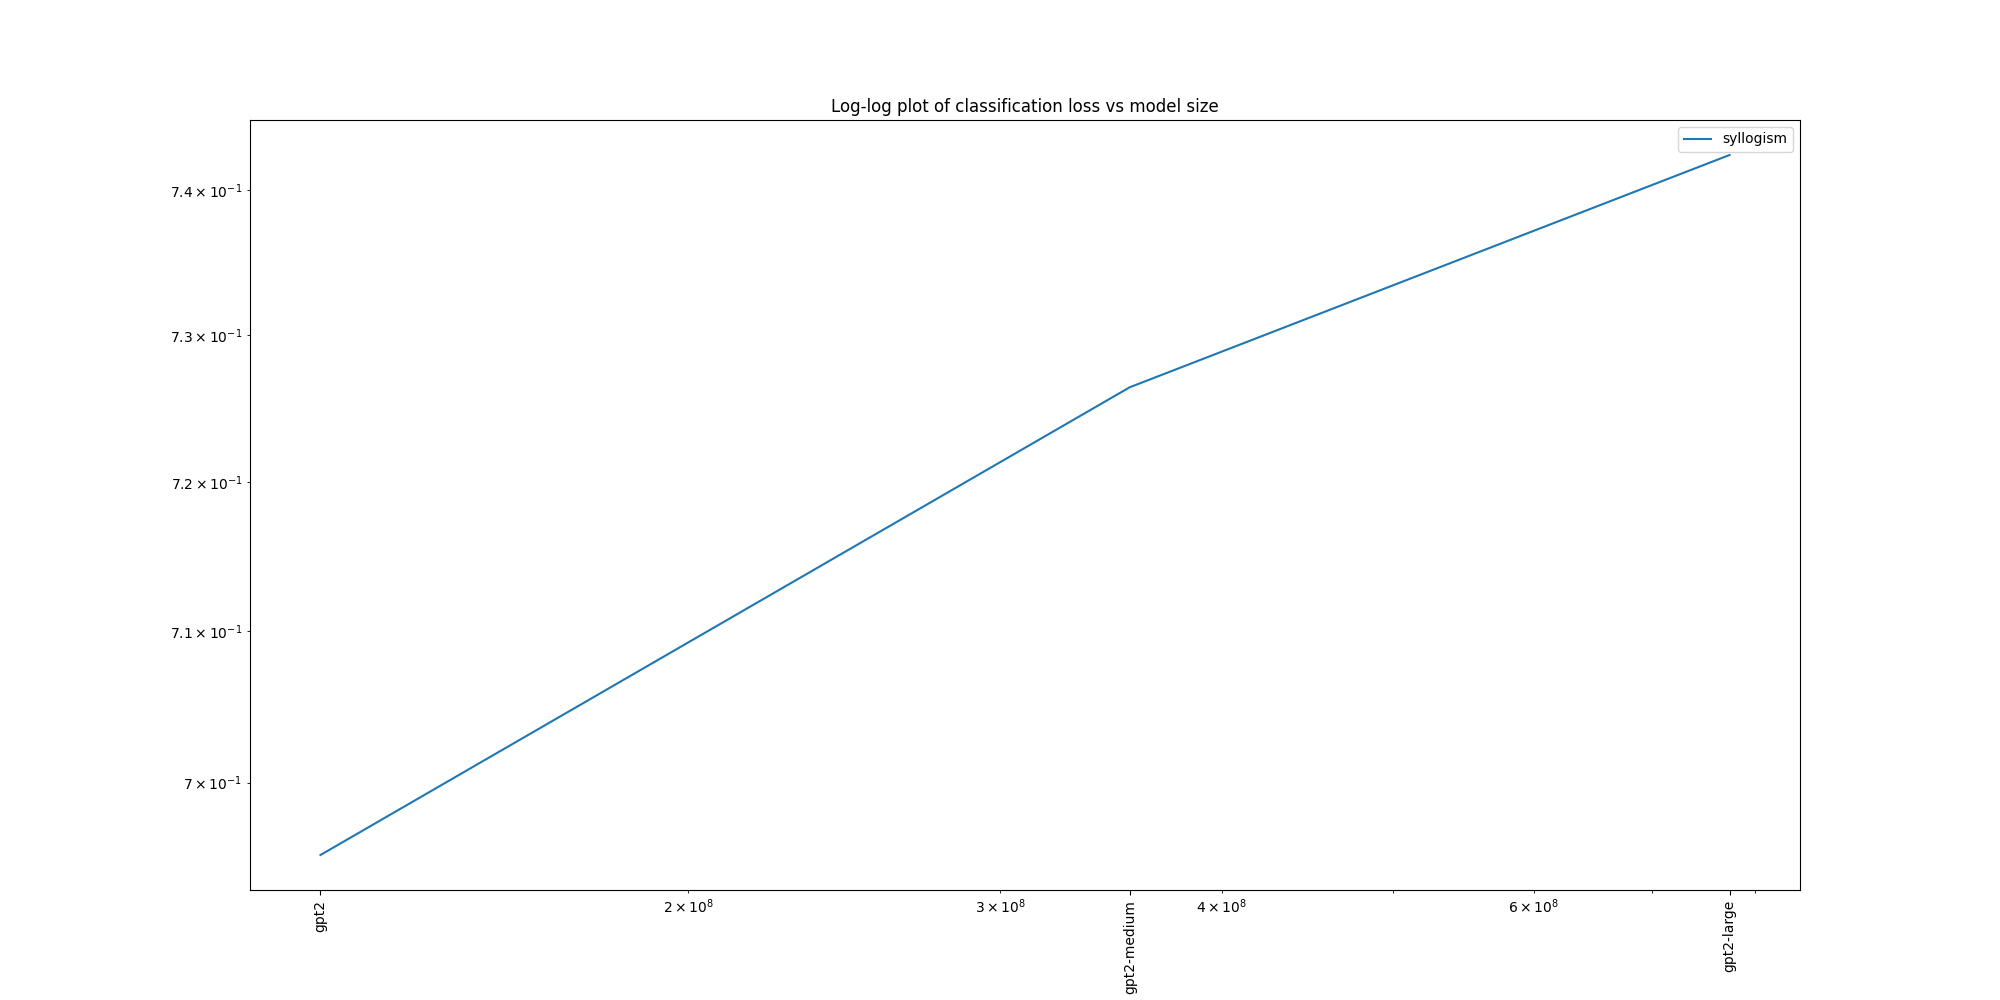 Log-log plot of classification loss vs model size
syllogism
7.4 × 10⁻¹
7.3 × 10⁻¹
7.2 × 10⁻¹
7.1 × 10⁻¹
7 × 10⁻¹
2 × 10⁸
3 × 10⁸
4 × 10⁸
6 × 10⁸
gpt2
gpt2-medium
gpt2-large